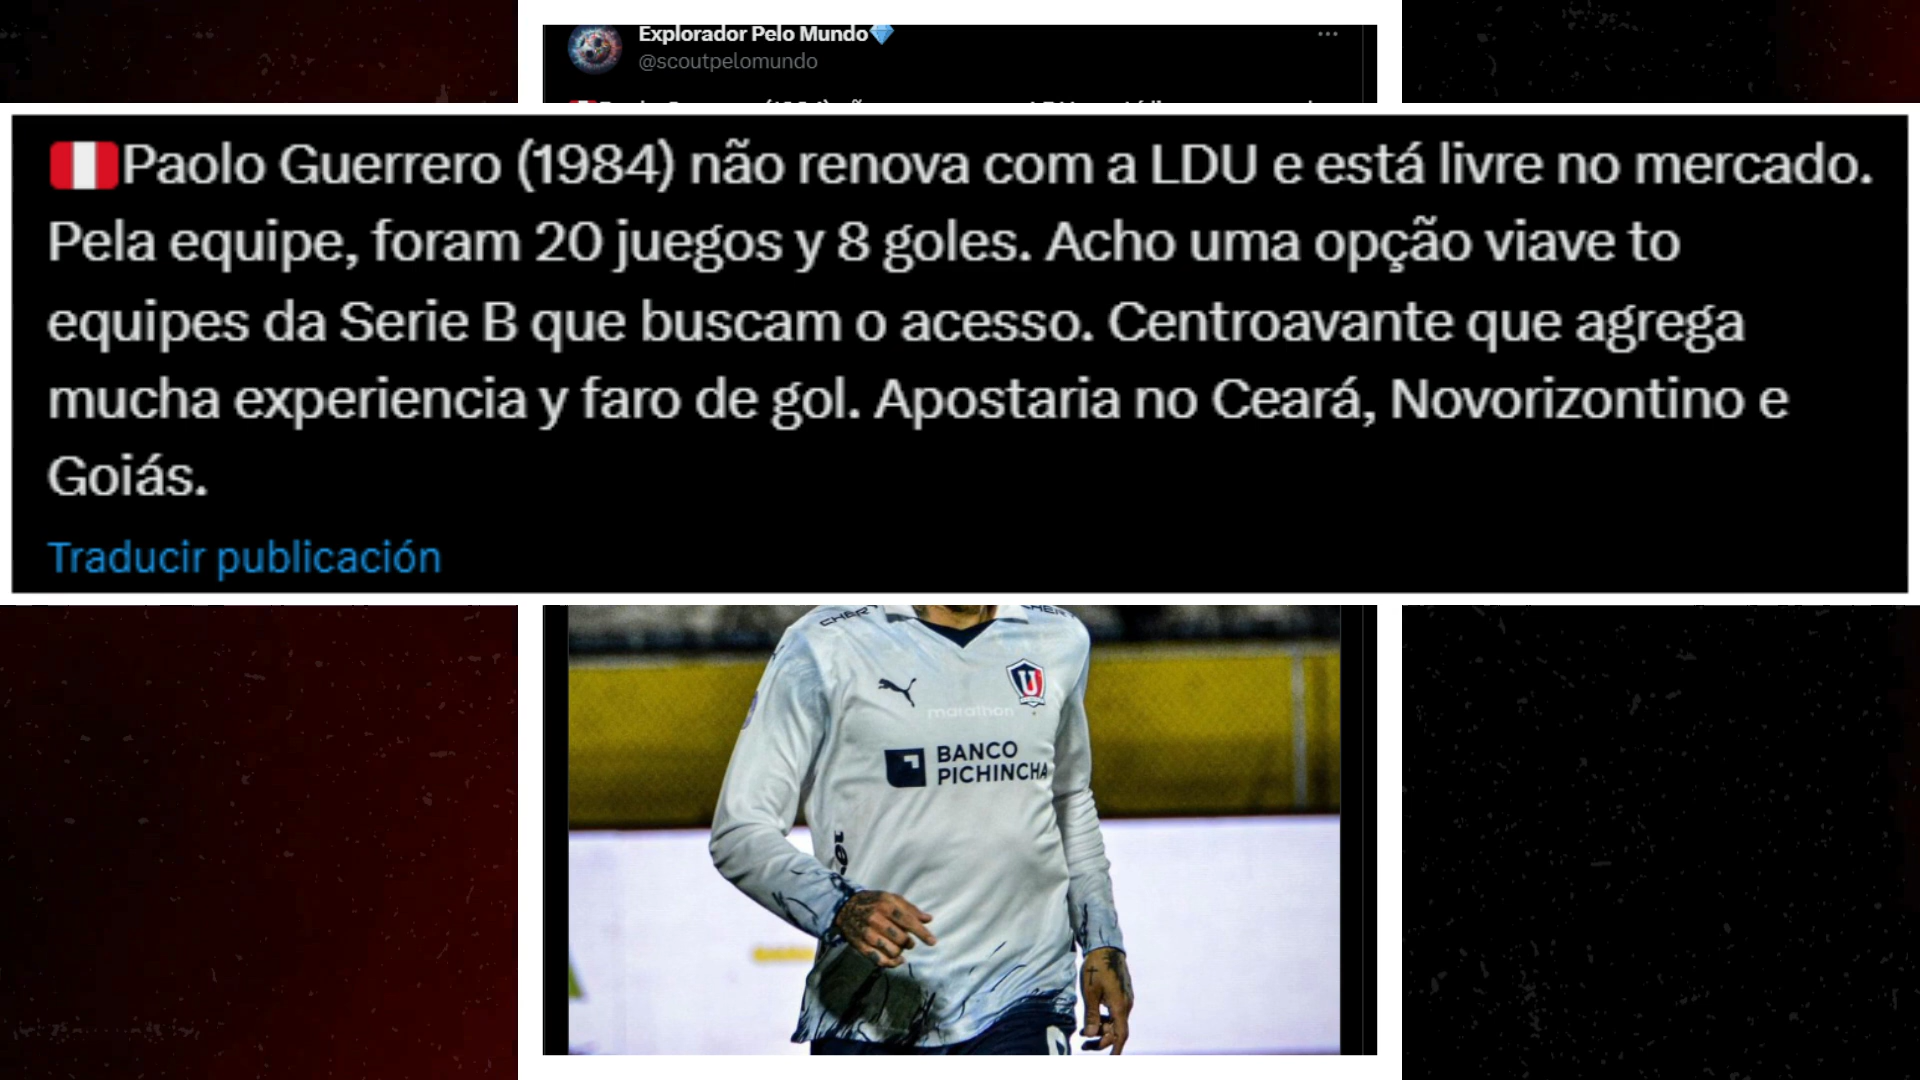 Explorador Pelo Mundo
@scoutpelomundo
Paolo Guerrero (1984) não renova com a LDU e está livre no mercado.
Pela equipe, foram 20 juegos y 8 goles. Acho uma opção viave to
equipes da Serie B que buscam o acesso. Centroavante que agrega
mucha experiencia y faro de gol. Apostaria no Ceará, Novorizontino e
Goiás.
Traducir publicación
CHERY
U
marathon
BANCO
PICHINCHA